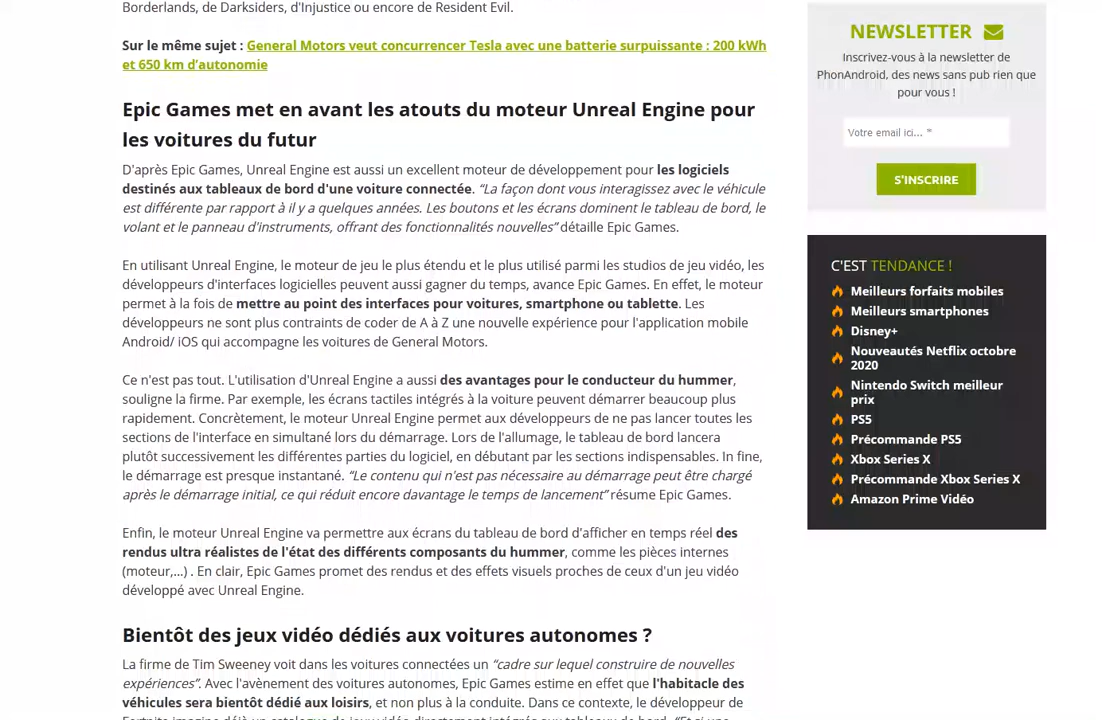 Borderlands, de Darksiders, d'Injustice ou encore de Resident Evil.
Sur le même sujet : General Motors veut concurrencer Tesla avec une batterie surpuissante : 200 kWh
et 650 km d'autonomie
Epic Games met en avant les atouts du moteur Unreal Engine pour
les voitures du futur
D'après Epic Games, Unreal Engine est aussi un excellent moteur de développement pour les logiciels
destinés aux tableaux de bord d'une voiture connectée. “La façon dont vous interagissez avec le véhicule
est différente par rapport à il y a quelques années. Les boutons et les écrans dominent le tableau de bord, le
volant et le panneau d'instruments, offrant des fonctionnalités nouvelles” détaille Epic Games.
En utilisant Unreal Engine, le moteur de jeu le plus étendu et le plus utilisé parmi les studios de jeu vidéo, les
développeurs d'interfaces logicielles peuvent aussi gagner du temps, avance Epic Games. En effet, le moteur
permet à la fois de mettre au point des interfaces pour voitures, smartphone ou tablette. Les
développeurs ne sont plus contraints de coder de A à Z une nouvelle expérience pour l'application mobile
Android/ iOS qui accompagne les voitures de General Motors.
Ce n'est pas tout. L'utilisation d'Unreal Engine a aussi des avantages pour le conducteur du hummer,
souligne la firme. Par exemple, les écrans tactiles intégrés à la voiture peuvent démarrer beaucoup plus
rapidement. Concrètement, le moteur Unreal Engine permet aux développeurs de ne pas lancer toutes les
sections de l'interface en simultané lors du démarrage. Lors de l'allumage, le tableau de bord lancera
plutôt successivement les différentes parties du logiciel, en débutant par les sections indispensables. In fine,
le démarrage est presque instantané. “Le contenu qui n'est pas nécessaire au démarrage peut être chargé
après le démarrage initial, ce qui réduit encore davantage le temps de lancement” résume Epic Games.
Enfin, le moteur Unreal Engine va permettre aux écrans du tableau de bord d'afficher en temps réel des
rendus ultra réalistes de l'état des différents composants du hummer, comme les pièces internes
(moteur,...) . En clair, Epic Games promet des rendus et des effets visuels proches de ceux d'un jeu vidéo
développé avec Unreal Engine.
Bientôt des jeux vidéo dédiés aux voitures autonomes ?
La firme de Tim Sweeney voit dans les voitures connectées un “cadre sur lequel construire de nouvelles
expériences”. Avec l'avènement des voitures autonomes, Epic Games estime en effet que l'habitacle des
véhicules sera bientôt dédié aux loisirs, et non plus à la conduite. Dans ce contexte, le développeur de
Fortnite imagine déjà un catalogue de jeux vidéo directement intégrés aux tableaux de bord. “Et si une
NEWSLETTER
Inscrivez-vous à la newsletter de
PhonAndroid, des news sans pub rien que
pour vous !
Votre email ici... *
S'INSCRIRE
C'EST TENDANCE !
Meilleurs forfaits mobiles
Meilleurs smartphones
Disney+
Nouveautés Netflix octobre
2020
Nintendo Switch meilleur
prix
PS5
Précommande PS5
Xbox Series X
Précommande Xbox Series X
Amazon Prime Vidéo